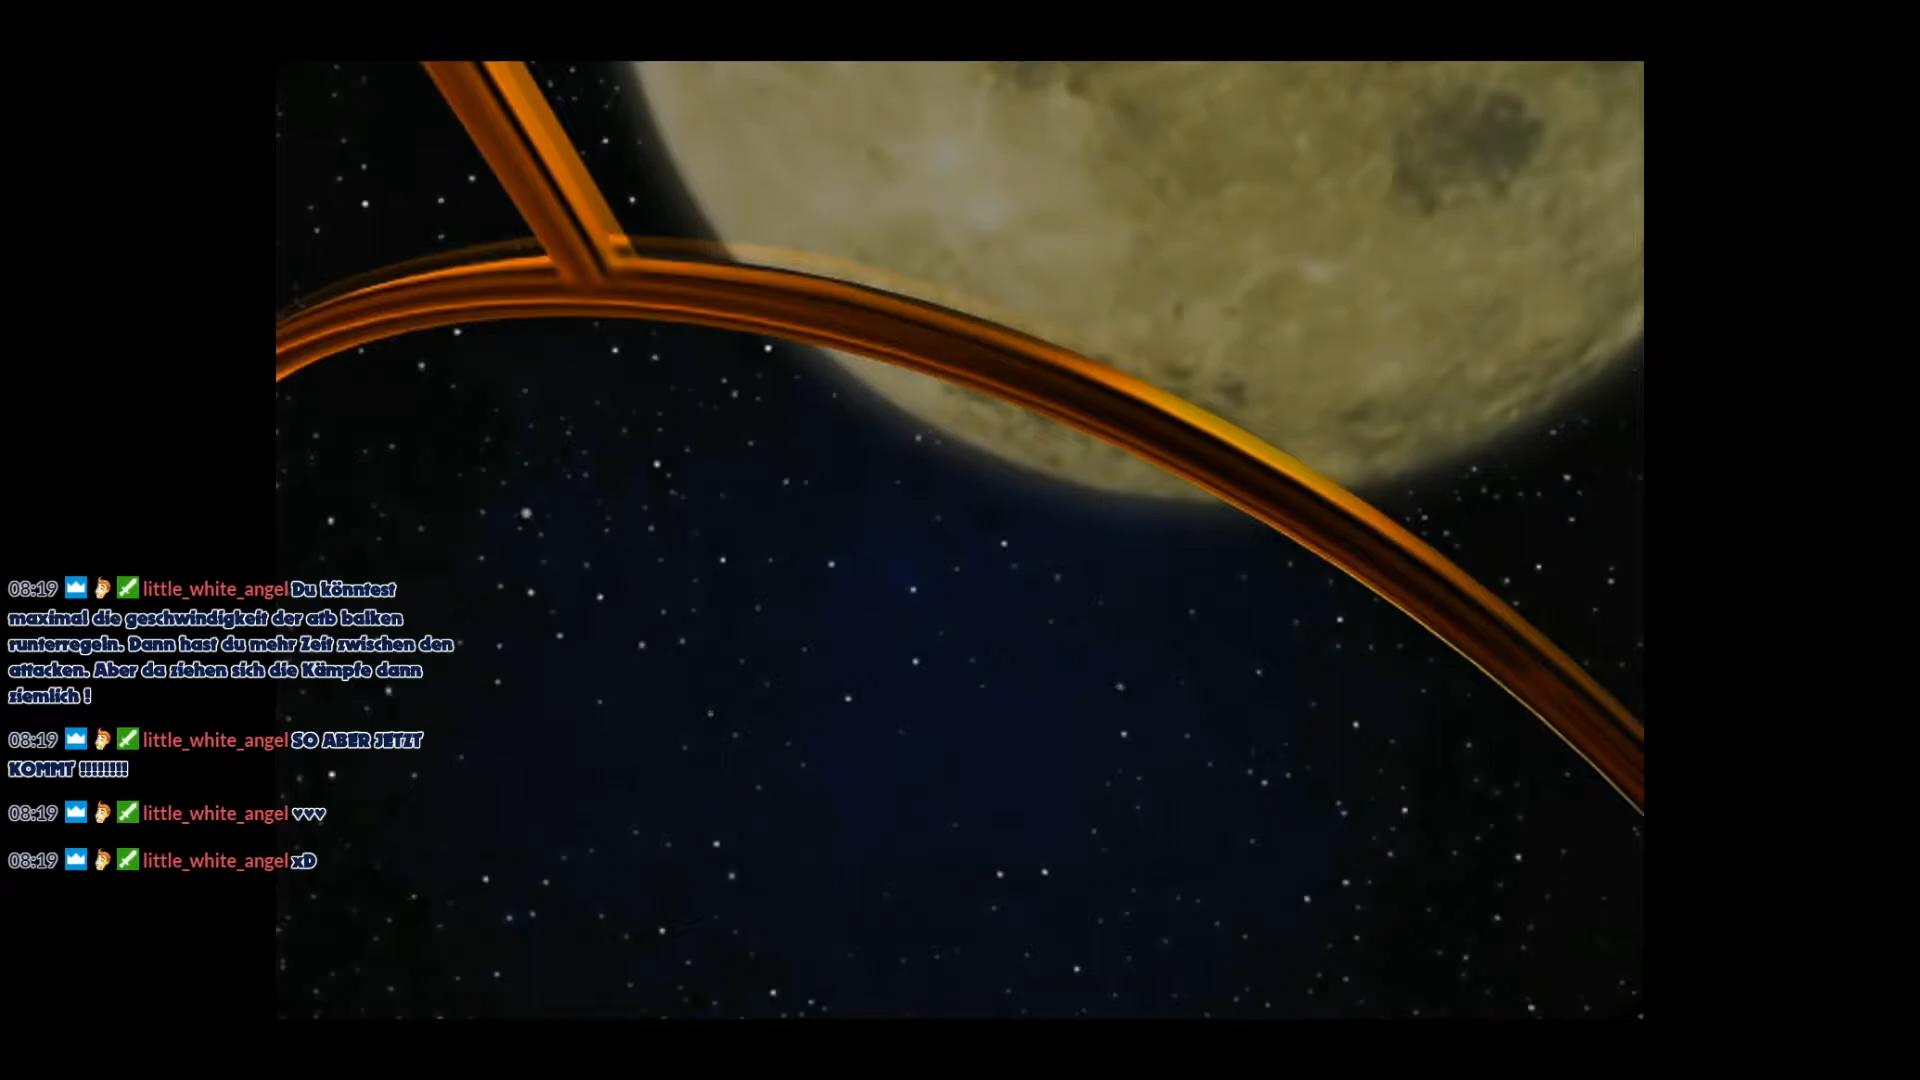 08:19 little_white_angel Du könntest
maximal die geschwindigkeit der atb balken
runterregeln. Dann hast du mehr Zeit zwischen den
attacken. Aber da ziehen sich die Kämpfe dann
ziemlich !
08:19 little_white_angel SO ABER JETZT
KOMMT !!!!!!!!!
08:19 little_white_angel ♥♥♥
08:19 little_white_angel xD